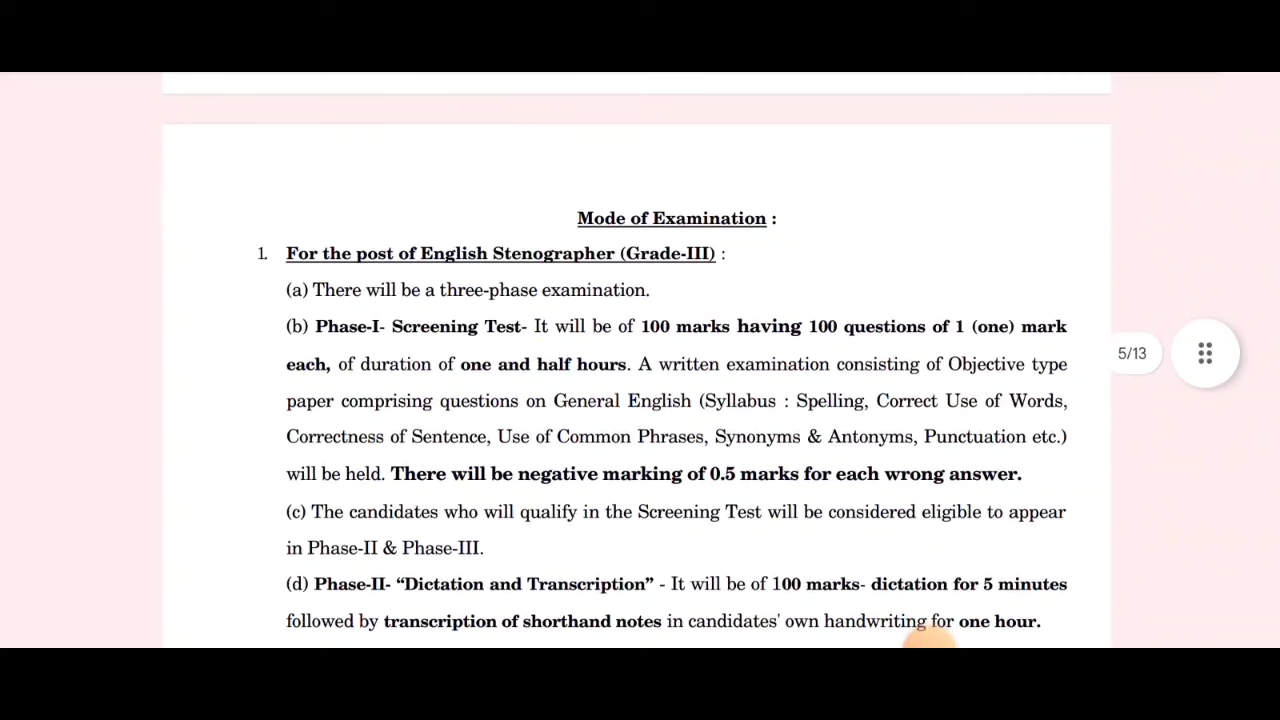 Mode of Examination :
1. For the post of English Stenographer (Grade-III) :
(a) There will be a three-phase examination.
(b) Phase-I- Screening Test- It will be of 100 marks having 100 questions of 1 (one) mark
each, of duration of one and half hours. A written examination consisting of Objective type
5/13
paper comprising questions on General English (Syllabus : Spelling, Correct Use of Words,
Correctness of Sentence, Use of Common Phrases, Synonyms & Antonyms, Punctuation etc.)
will be held. There will be negative marking of 0.5 marks for each wrong answer.
(c) The candidates who will qualify in the Screening Test will be considered eligible to appear
in Phase-II & Phase-III.
(d) Phase-II- “Dictation and Transcription” - It will be of 100 marks- dictation for 5 minutes
followed by transcription of shorthand notes in candidates' own handwriting for one hour.